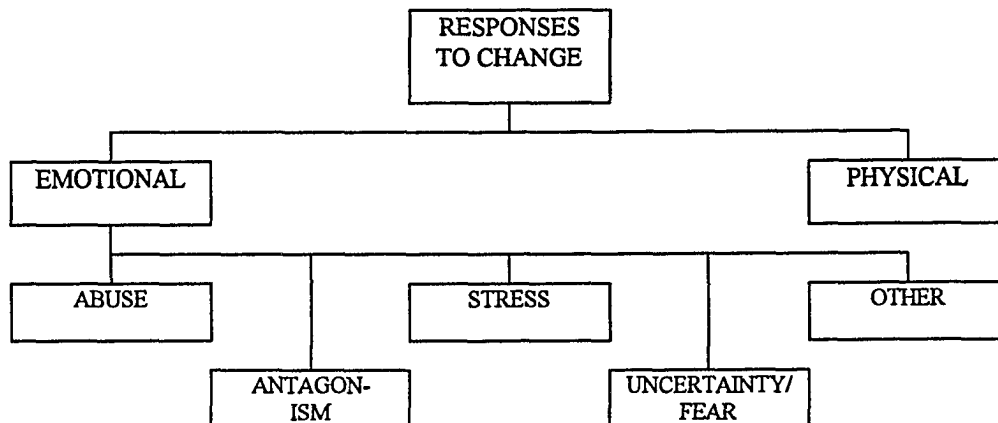 RESPONSES
TO CHANGE
EMOTIONAL
PHYSICAL
ABUSE
STRESS
OTHER
ANTAGON-
ISM
UNCERTAINTY/
FEAR